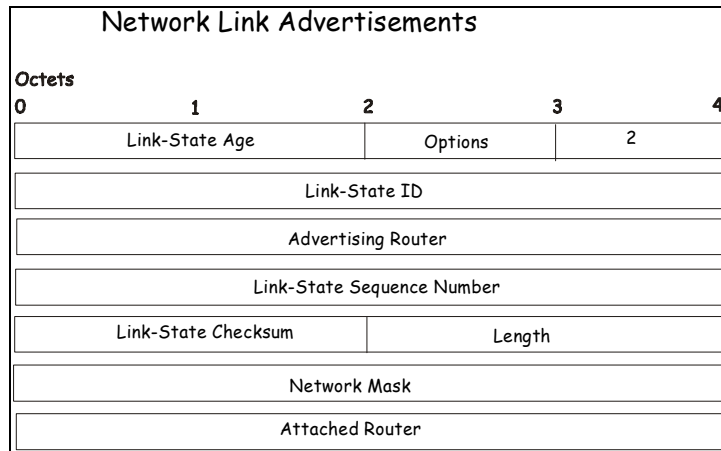 Network Link Advertisements
Octets
0 1 2 3 4
Link-State Age Options 2
Link-State ID
Advertising Router
Link-State Sequence Number
Link-State Checksum Length
Network Mask
Attached Router